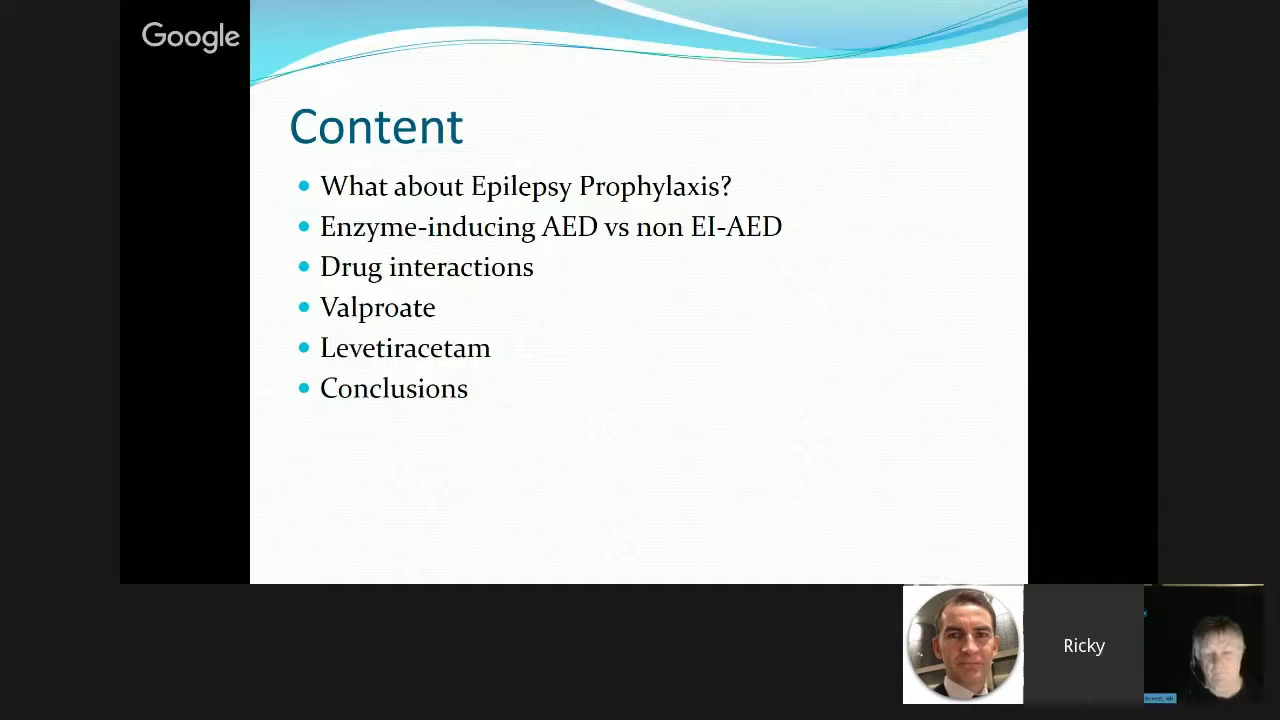 Google
Content
What about Epilepsy Prophylaxis?
Enzyme-inducing AED vs non EI-AED
Drug interactions
Valproate
Levetiracetam
Conclusions
Ricky